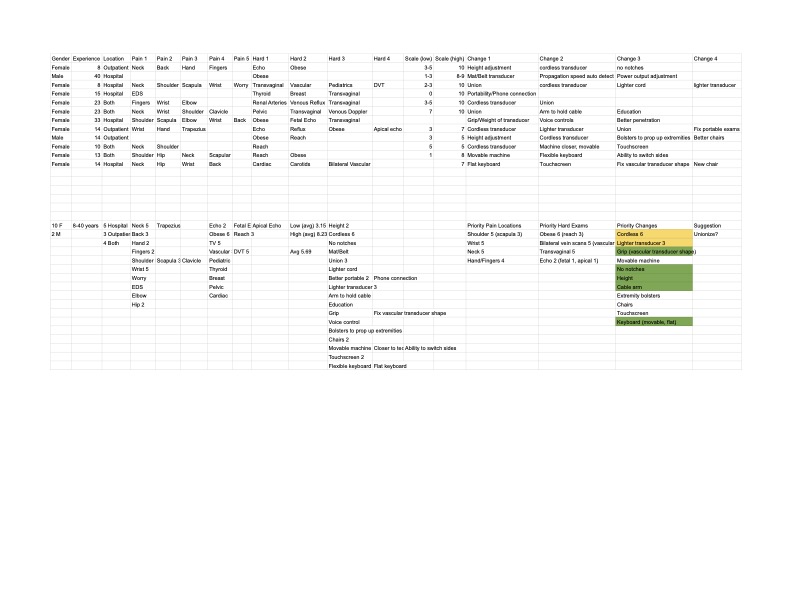 Gender Experience Location Pain 1 Pain 2 Pain 3 Pain 4 Pain 5 Hard 1 Hard 2 Hard 3 Hard 4 Scale (low) Scale (high) Change 1 Change 2 Change 3 Change 4
Female 8 Outpatient Neck Back Hand Fingers Echo Obese 3-5 10 Height adjustment cordless transducer no notches
Male 40 Hospital Obese 1-3 8-9 Mat/Belt transducer Propagation speed auto detect Power output adjustment
Female 8 Hospital Neck Shoulder Scapula Wrist Worry Transvaginal Vascular Pediatrics DVT 2-3 10 Union cordless transducer Lighter cord lighter transducer
Female 15 Hospital EDS Thyroid Breast Transvaginal 0 10 Portability/Phone connection
Female 23 Both Fingers Wrist Elbow Renal Arteries Venous Reflux Transvaginal 3-5 10 Cordless transducer Union
Female 23 Both Wrist Shoulder Clavicle Pelvic Transvaginal Venous Doppler 7 10 Union Arm to hold cable Education
Female 33 Hospital Shoulder Scapula Elbow Wrist Back Obese Fetal Echo Transvaginal Grip/Weight of transducer Voice controls Better penetration
Female 14 Outpatient Wrist Hand Trapezius Echo Reflux Obese Apical echo 3 7 Cordless transducer Lighter transducer Union Fix portable exams
Male 14 Outpatient Obese Reach 3 5 Height adjustment Cordless transducer Bolsters to prop up extremities Better chairs
Female 10 Both Neck Shoulder Reach 5 5 Cordless transducer Machine closer, movable Touchscreen
Female 13 Both Shoulder Hip Neck Scapular Reach Obese 1 8 Movable machine Flexible keyboard Ability to switch sides
Female 14 Hospital Neck Hip Wrist Back Cardiac Carotids Bilateral Vascular 7 Flat keyboard Touchscreen Fix vascular transducer shape New chair
10 F 8-40 years 5 Hospital Neck 5 Trapezius Echo 2 Fetal E Apical Echo Low (avg) 3.15 Height 2 Priority Pain Locations Priority Hard Exams Priority Changes Suggestion
2 M 3 Outpatien Back 3 Obese 6 Reach 3 High (avg) 8.23 Cordless 6 Shoulder 5 (scapula 3) Obese 6 (reach 3) Cordless 6 Unionize?
4 Both Hand 2 TV 5 No notches Wrist 5 Bilateral vein scans 5 (vascular Lighter transducer 3
Fingers 2 Vascular DVT 5 Avg 5.69 Mat/Belt Neck 5 Transvaginal 5 Grip (vascular transducer shape)
Shoulder Scapula 3 Clavicle Pediatric Union 3 Hand/Fingers 4 Echo 2 (fetal 1, apical 1) Movable machine
Wrist 5 Thyroid Lighter cord No notches
Worry Breast Better portable 2 Phone connection Height
EDS Pelvic Lighter transducer 3 Cable arm
Elbow Cardiac Arm to hold cable Extremity bolsters
Hip 2 Education Chairs
Grip Fix vascular transducer shape Touchscreen
Voice control Keyboard (movable, flat)
Bolsters to prop up extremities
Chairs 2
Movable machine Closer to tec Ability to switch sides
Touchscreen 2
Flexible keyboard Flat keyboard